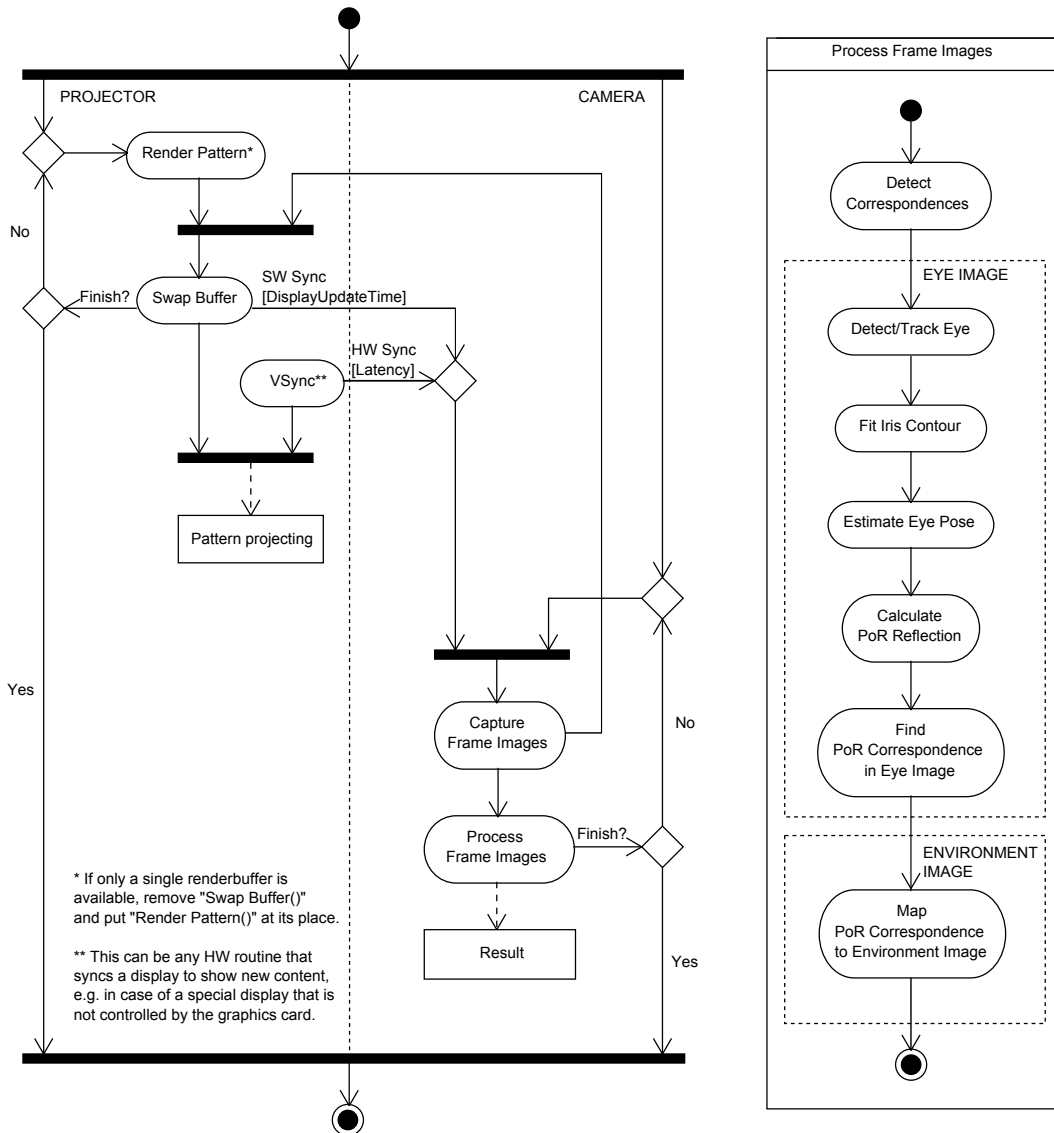 PROJECTOR
CAMERA
Render Pattern*
No
SW Sync
[DisplayUpdateTime]
Finish?
Swap Buffer
HW Sync
[Latency]
VSync**
Pattern projecting
Yes
Capture
Frame Images
No
Process
Frame Images
Finish?
Result
Yes
* If only a single renderbuffer is
available, remove "Swap Buffer()"
and put "Render Pattern()" at its place.
** This can be any HW routine that
syncs a display to show new content,
e.g. in case of a special display that is
not controlled by the graphics card.
Process Frame Images
Detect
Correspondences
EYE IMAGE
Detect/Track Eye
Fit Iris Contour
Estimate Eye Pose
Calculate
PoR Reflection
Find
PoR Correspondence
in Eye Image
ENVIRONMENT
IMAGE
Map
PoR Correspondence
to Environment Image